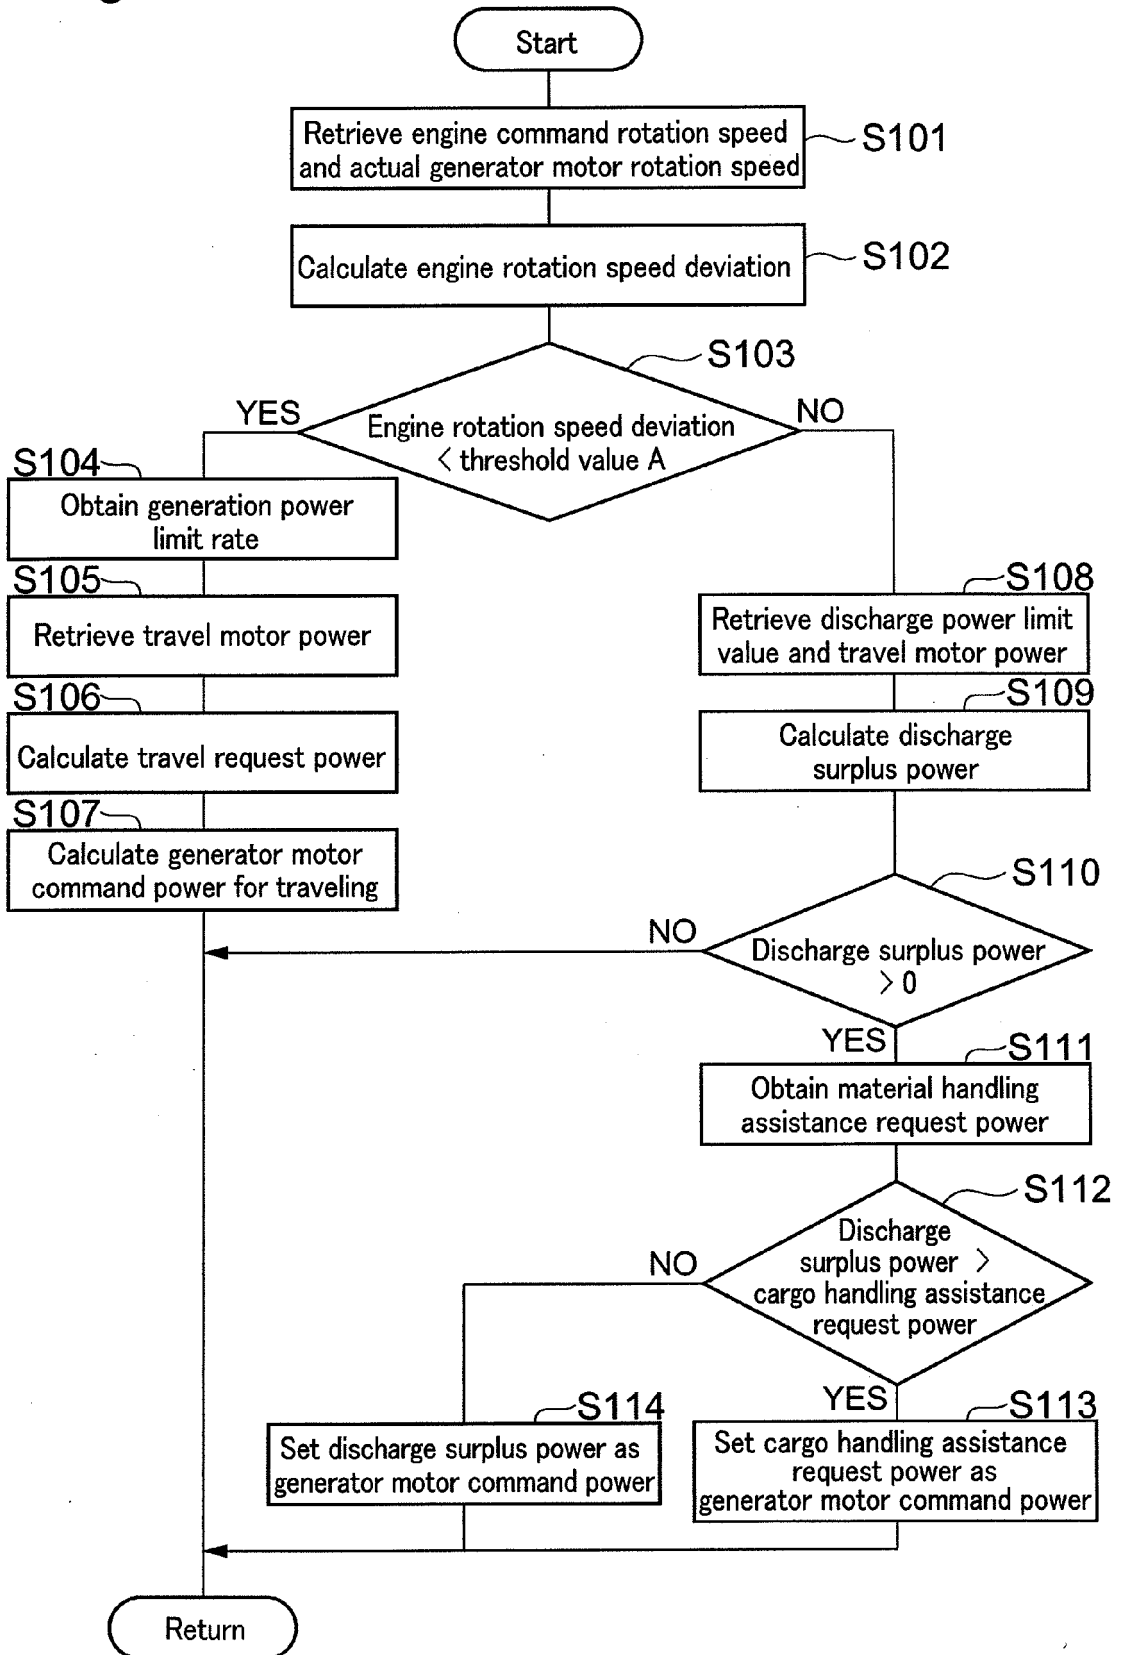 Start
Retrieve engine command rotation speed
and actual generator motor rotation speed
S101
Calculate engine rotation speed deviation
S102
S103
Engine rotation speed deviation
< threshold value A
YES
NO
S104
Obtain generation power
limit rate
S105
Retrieve travel motor power
S106
Calculate travel request power
S107
Calculate generator motor
command power for traveling
S108
Retrieve discharge power limit
value and travel motor power
S109
Calculate discharge
surplus power
S110
Discharge surplus power
> 0
NO
YES
S111
Obtain material handling
assistance request power
S112
Discharge
surplus power >
cargo handling assistance
request power
NO
YES
S114
Set discharge surplus power as
generator motor command power
S113
Set cargo handling assistance
request power as
generator motor command power
Return